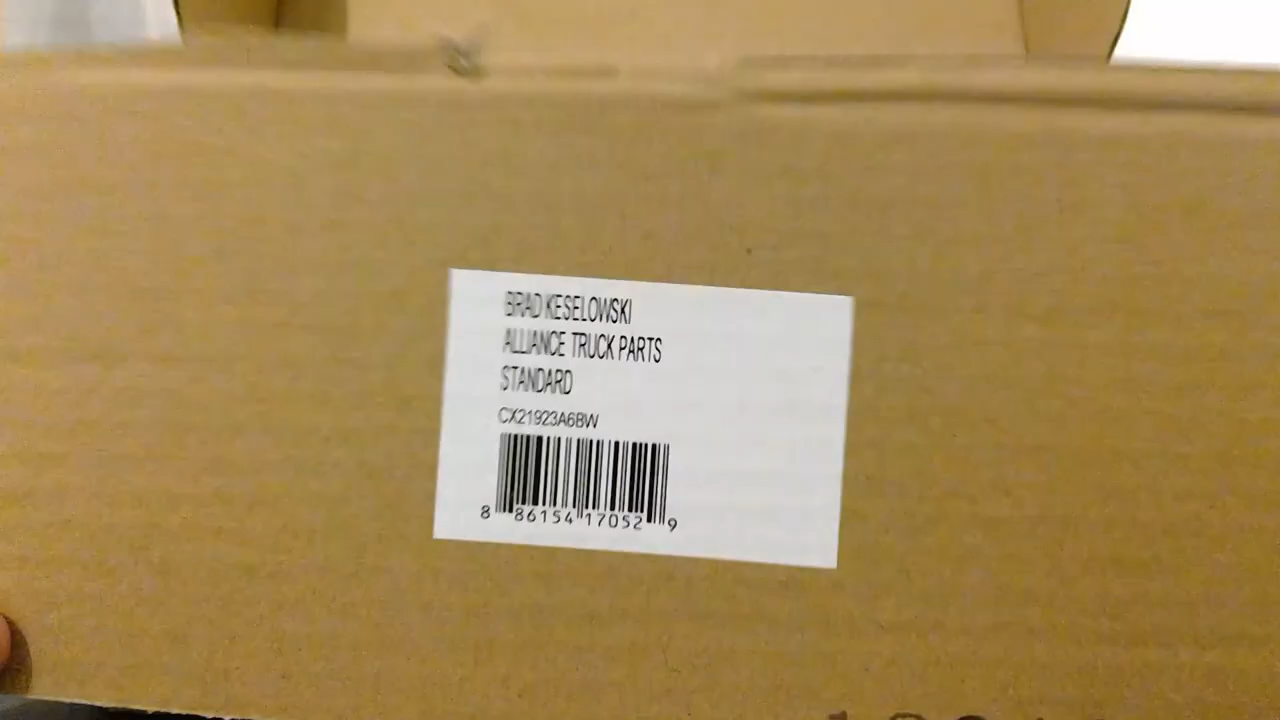 BRAD KESELOWSKI
ALLIANCE TRUCK PARTS
STANDARD
CX21923A6BW
8 86154 17052 9